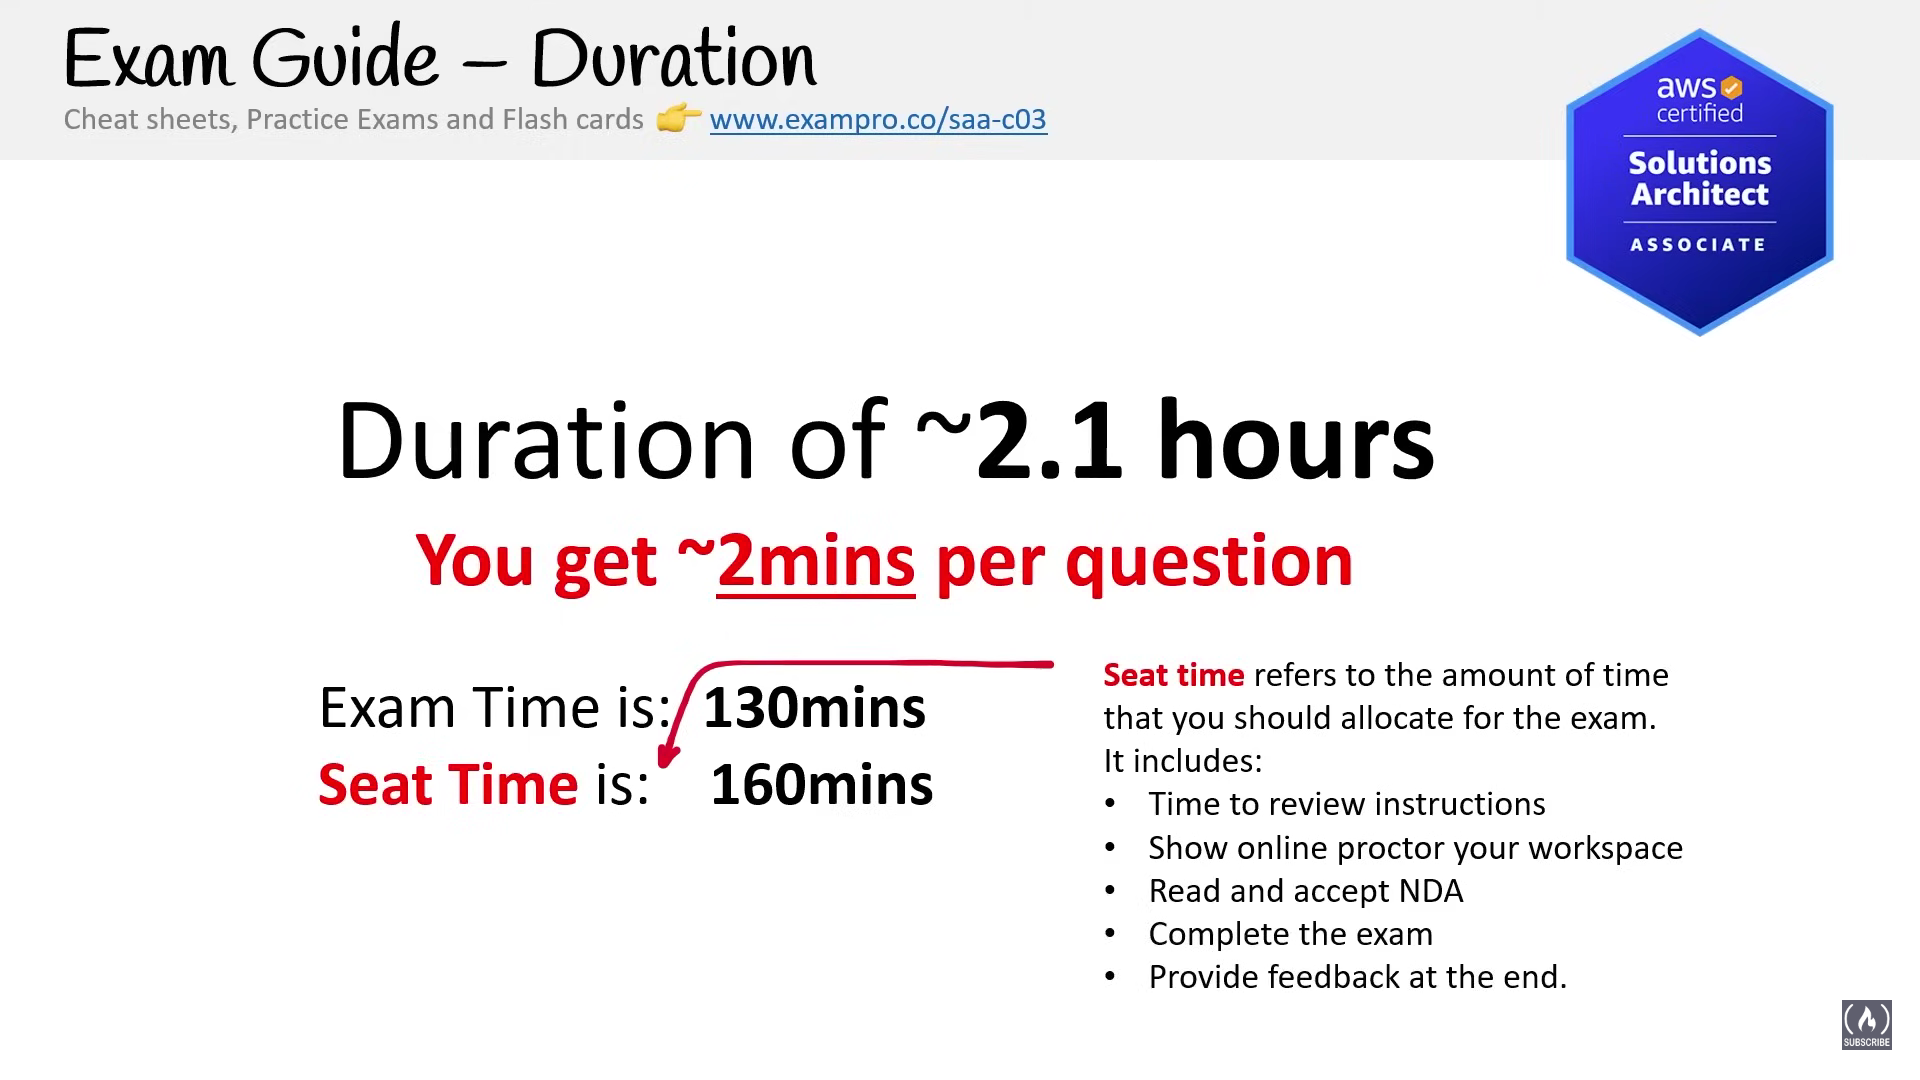 Exam Guide – Duration
Cheat sheets, Practice Exams and Flash cards 👉 www.exampro.co/saa-c03
aws
certified
Solutions
Architect
ASSOCIATE
Duration of ~2.1 hours
You get ~2mins per question
Exam Time is: 130mins
Seat Time is: 160mins
Seat time refers to the amount of time
that you should allocate for the exam.
It includes:
• Time to review instructions
• Show online proctor your workspace
• Read and accept NDA
• Complete the exam
• Provide feedback at the end.
SUBSCRIBE